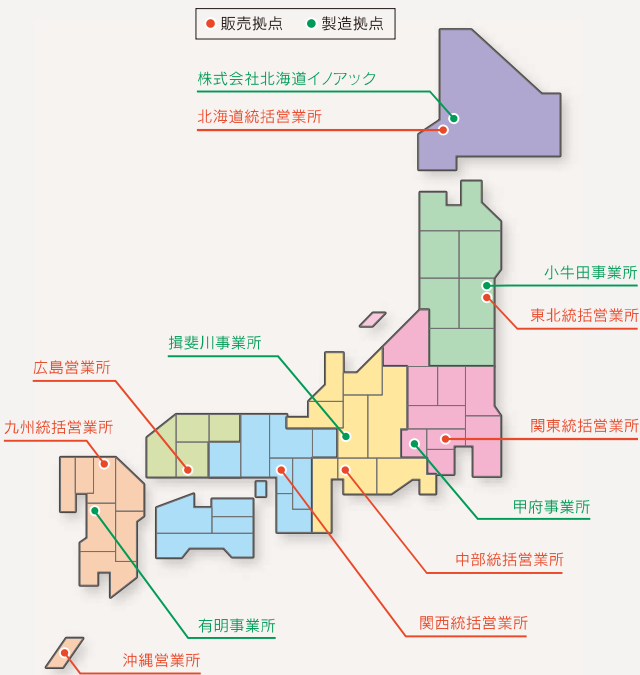 販売拠点 製造拠点
株式会社北海道イノアック
北海道統括営業所
小牛田事業所
東北統括営業所
揖斐川事業所
広島営業所
九州統括営業所
関東統括営業所
甲府事業所
中部統括営業所
関西統括営業所
有明事業所
沖縄営業所